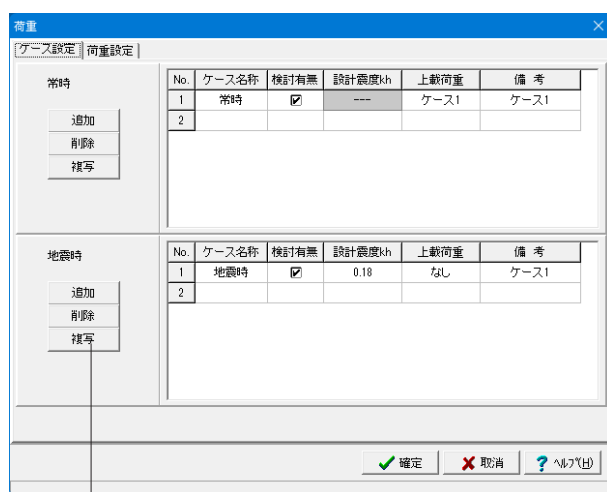 荷重
ケース設定 荷重設定
常時
追加
削除
複写
No. ケース名称 検討有無 設計震度kh 上載荷重 備 考
1 常時 --- ケース1 ケース1
2
地震時
追加
削除
複写
No. ケース名称 検討有無 設計震度kh 上載荷重 備 考
1 地震時 0.18 なし ケース1
2
確定 取消 ? ヘルプ(H)